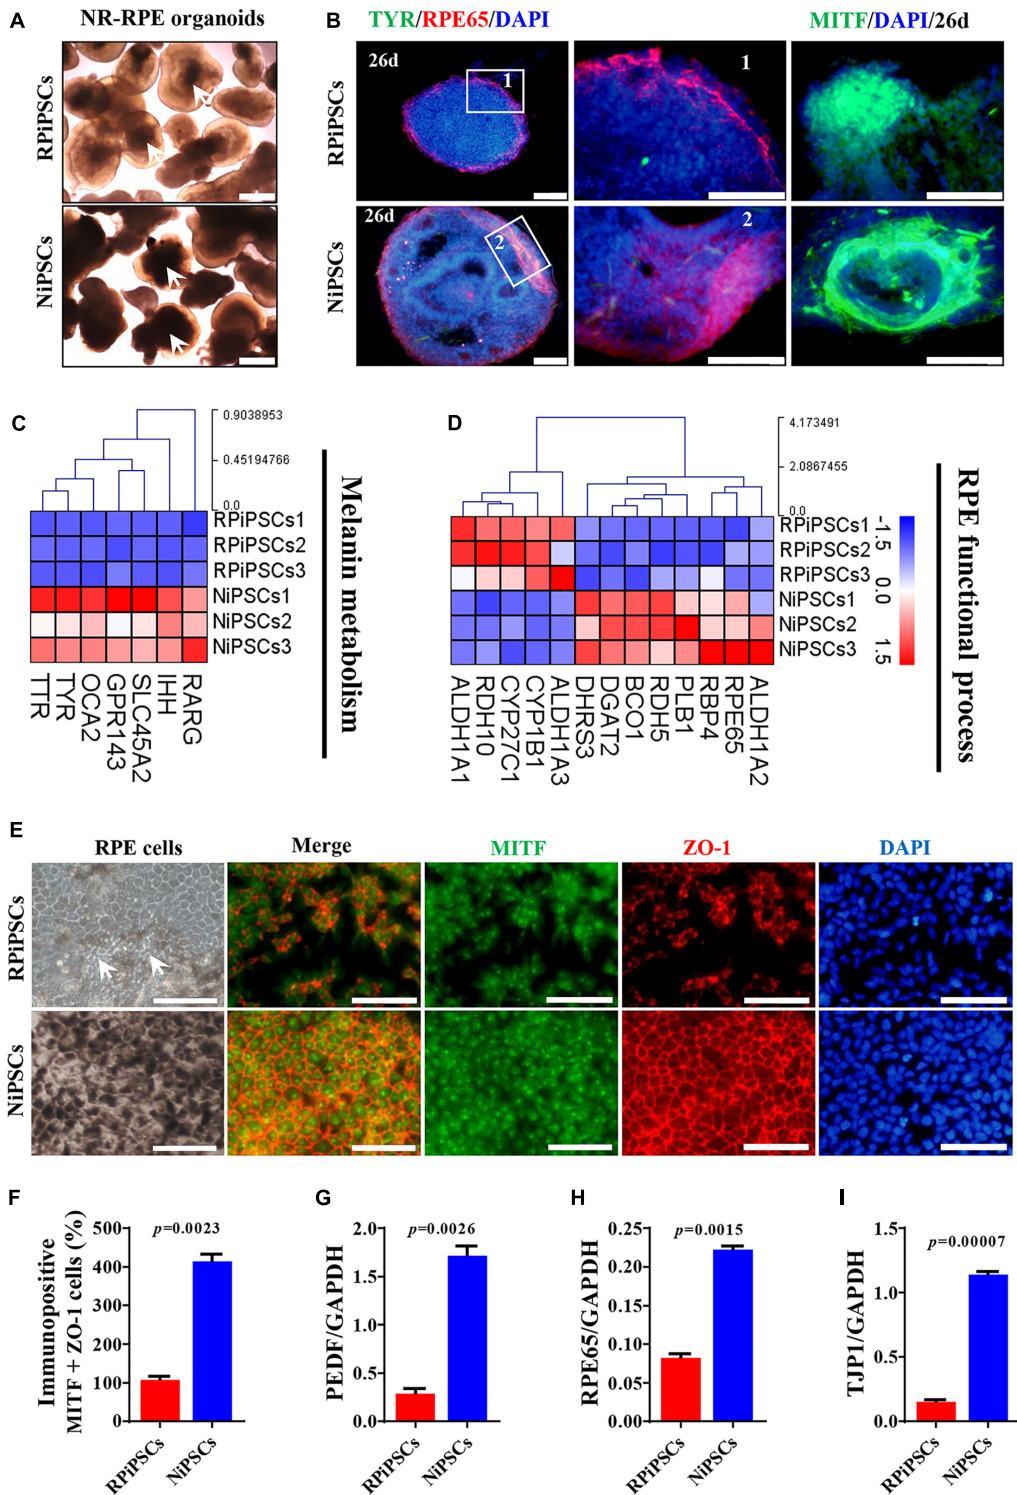 A
NR-RPE organoids
RPiPSCs
NiPSCs
B
TYR/RPE65/DAPI
MITF/DAPI/26d
RPiPSCs
NiPSCs
26d
1
1
26d
2
2
C
0.9038953
0.45194766
0.0
RPiPSCs1
RPiPSCs2
RPiPSCs3
NiPSCs1
NiPSCs2
NiPSCs3
TTR
TYR
OCA2
GPR143
SLC45A2
IHH
RARG
Melanin metabolism
D
4.173491
2.0867455
0.0
RPiPSCs1
RPiPSCs2
RPiPSCs3
NiPSCs1
NiPSCs2
NiPSCs3
ALDH1A1
RDH10
CYP27C1
CYP1B1
ALDH1A3
DHRS3
DGAT2
BCO1
RDH5
PLB1
RBP4
RPE65
ALDH1A2
-1.5
0.0
1.5
RPE functional process
E
RPE cells
Merge
MITF
ZO-1
DAPI
RPiPSCs
NiPSCs
F
Immunopositive
MITF + ZO-1 cells (%)
p=0.0023
500
400
300
200
100
0
RPiPSCs
NiPSCs
G
PEDF/GAPDH
p=0.0026
2.0
1.5
1.0
0.5
0.0
RPiPSCs
NiPSCs
H
RPE65/GAPDH
p=0.0015
0.25
0.20
0.15
0.10
0.05
0.00
RPiPSCs
NiPSCs
I
TJP1/GAPDH
p=0.00007
1.5
1.0
0.5
0.0
RPiPSCs
NiPSCs